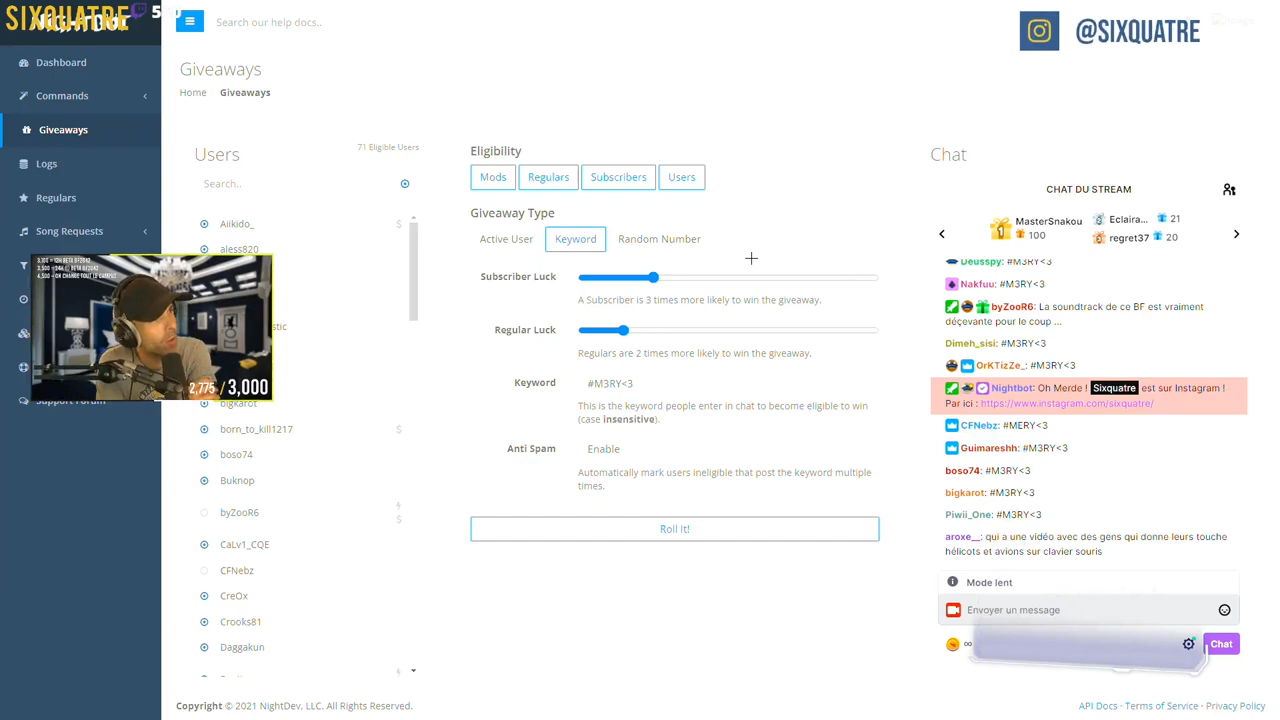 SIXQUATRE
Search our help docs..
@SIXQUATRE
Dashboard
Commands
Giveaways
Logs
Regulars
Song Requests
Support Forum
Giveaways
Home
Giveaways
Users
71 Eligible Users
Search..
Aiikido_
$
aless820
bigkarot
born_to_kill1217
$
boso74
Buknop
byZooR6
$
CaLv1_CQE
CFNebz
CreOx
Crooks81
Daggakun
2,775 / 3,000
Eligibility
Mods
Regulars
Subscribers
Users
Giveaway Type
Active User
Keyword
Random Number
Subscriber Luck
A Subscriber is 3 times more likely to win the giveaway.
Regular Luck
Regulars are 2 times more likely to win the giveaway.
Keyword
#M3RY<3
This is the keyword people enter in chat to become eligible to win
(case insensitive).
Anti Spam
Enable
Automatically mark users ineligible that post the keyword multiple
times.
Roll It!
Chat
CHAT DU STREAM
MasterSnakou
100
Eclaira...
21
regret37
20
Deusspy: #M3RY<3
Nakfuu: #M3RY<3
byZooR6: La soundtrack de ce BF est vraiment
déçevante pour le coup ...
Dimeh_sisi: #M3RY<3
OrKTizZe_: #M3RY<3
Nightbot: Oh Merde ! Sixquatre est sur Instagram !
Par ici : https://www.instagram.com/sixquatre/
CFNebz: #MERY<3
Guimareshh: #M3RY<3
boso74: #M3RY<3
bigkarot: #M3RY<3
Piwii_One: #M3RY<3
aroxe__: qui a une vidéo avec des gens qui donne leurs touche
hélicots et avions sur clavier souris
Mode lent
Envoyer un message
∞
Chat
Copyright © 2021 NightDev, LLC. All Rights Reserved.
API Docs · Terms of Service · Privacy Policy